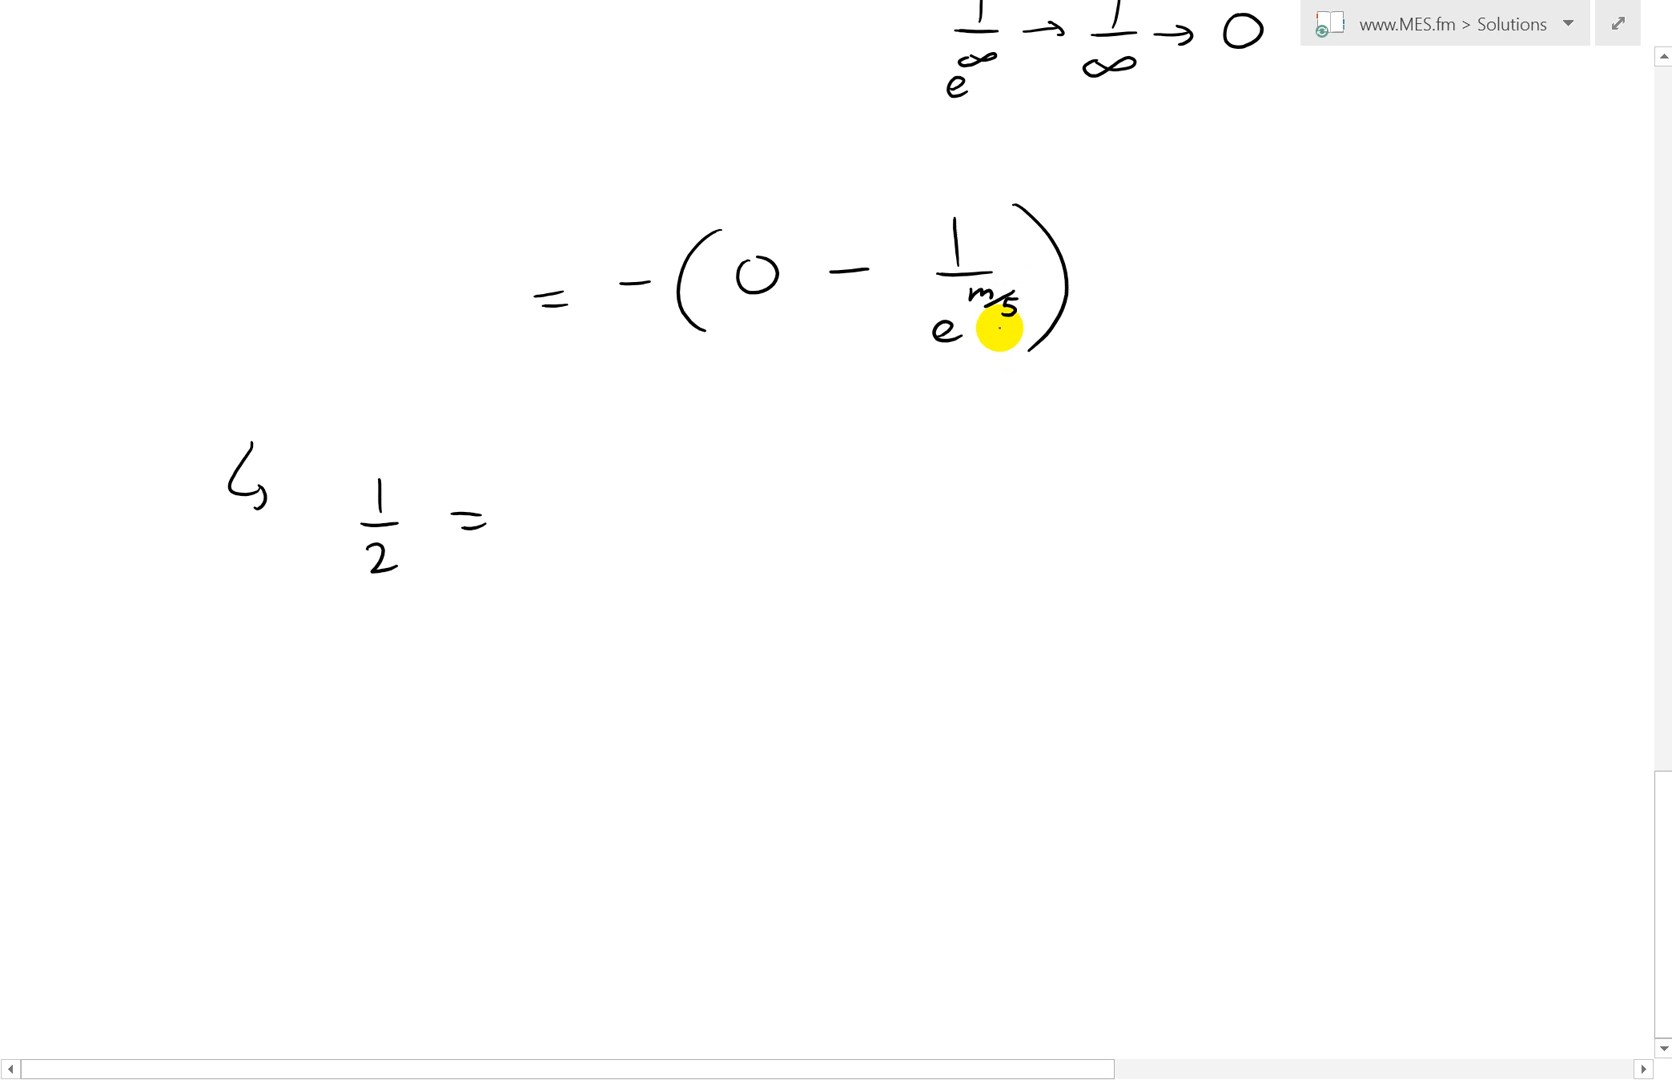 1/e^∞ → 1/∞ → 0
www.MES.fm > Solutions
= - ( 0 - 1/e^(m/5) )
↳ 1/2 =